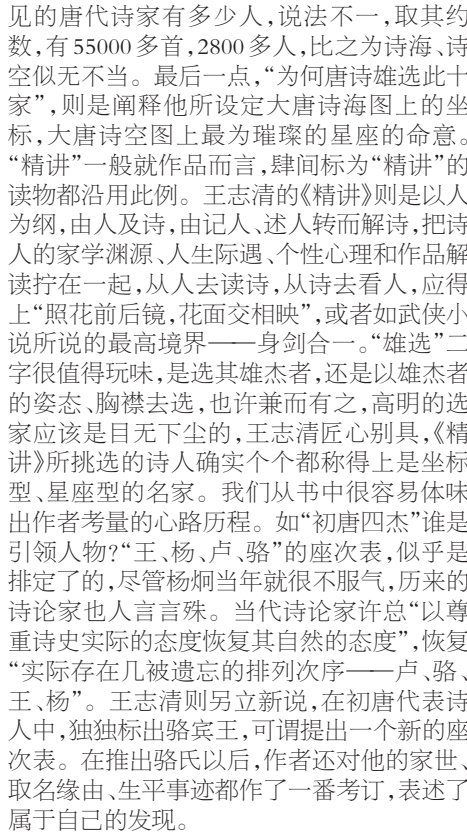 见的唐代诗家有多少人，说法不一，取其约
数，有55000多首，2800多人，比之为诗海、诗
空似无不当。最后一点，“为何唐诗雄选此十
家”，则是阐释他所设定大唐诗海图上的坐
标，大唐诗空图上最为璀璨的星座的命意。
“精讲”一般就作品而言，肆间标为“精讲”的
读物都沿用此例。王志清的《精讲》则是以人
为纲，由人及诗，由记人、述人转而解诗，把诗
人的家学渊源、人生际遇、个性心理和作品解
读拧在一起，从人去读诗，从诗去看人，应得
上“照花前后镜，花面交相映”，或者如武侠小
说所说的最高境界——身剑合一。“雄选”二
字很值得玩味，是选其雄杰者，还是以雄杰者
的姿态、胸襟去选，也许兼而有之，高明的选
家应该是目无下尘的，王志清匠心别具，《精
讲》所挑选的诗人确实个个都称得上是坐标
型、星座型的名家。我们从书中很容易体味
出作者考量的心路历程。如“初唐四杰”谁是
引领人物?“王、杨、卢、骆”的座次表，似乎是
排定了的，尽管杨炯当年就很不服气，历来的
诗论家也人言言殊。当代诗论家许总“以尊
重诗史实际的态度恢复其自然的态度”，恢复
“实际存在几被遗忘的排列次序——卢、骆、
王、杨”。王志清则另立新说，在初唐代表诗
人中，独独标出骆宾王，可谓提出一个新的座
次表。在推出骆氏以后，作者还对他的家世、
取名缘由、生平事迹都作了一番考订，表述了
属于自己的发现。